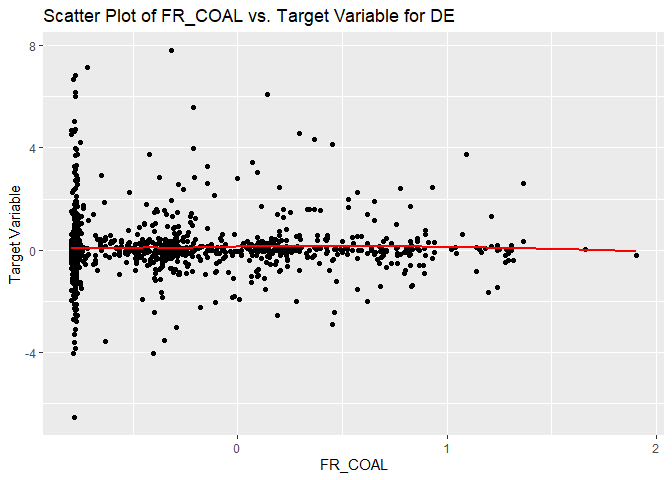 Scatter Plot of FR_COAL vs. Target Variable for DE
8
4
0
-4
Target Variable
0 1 2
FR_COAL